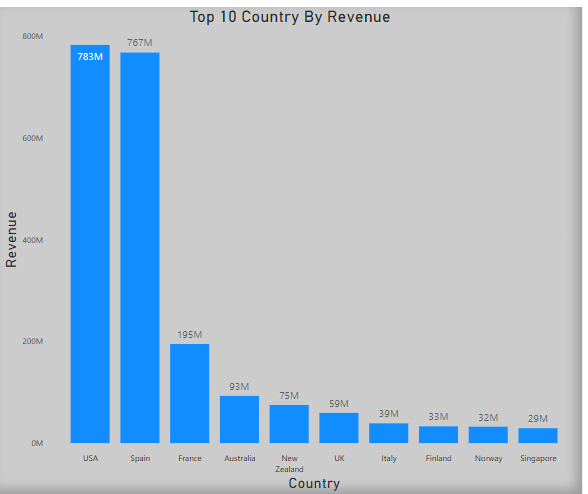 Top 10 Country By Revenue
800M
600M
400M
200M
0M
Revenue
783M
767M
195M
93M
75M
59M
39M
33M
32M
29M
USA
Spain
France
Australia
New
Zealand
UK
Italy
Finland
Norway
Singapore
Country